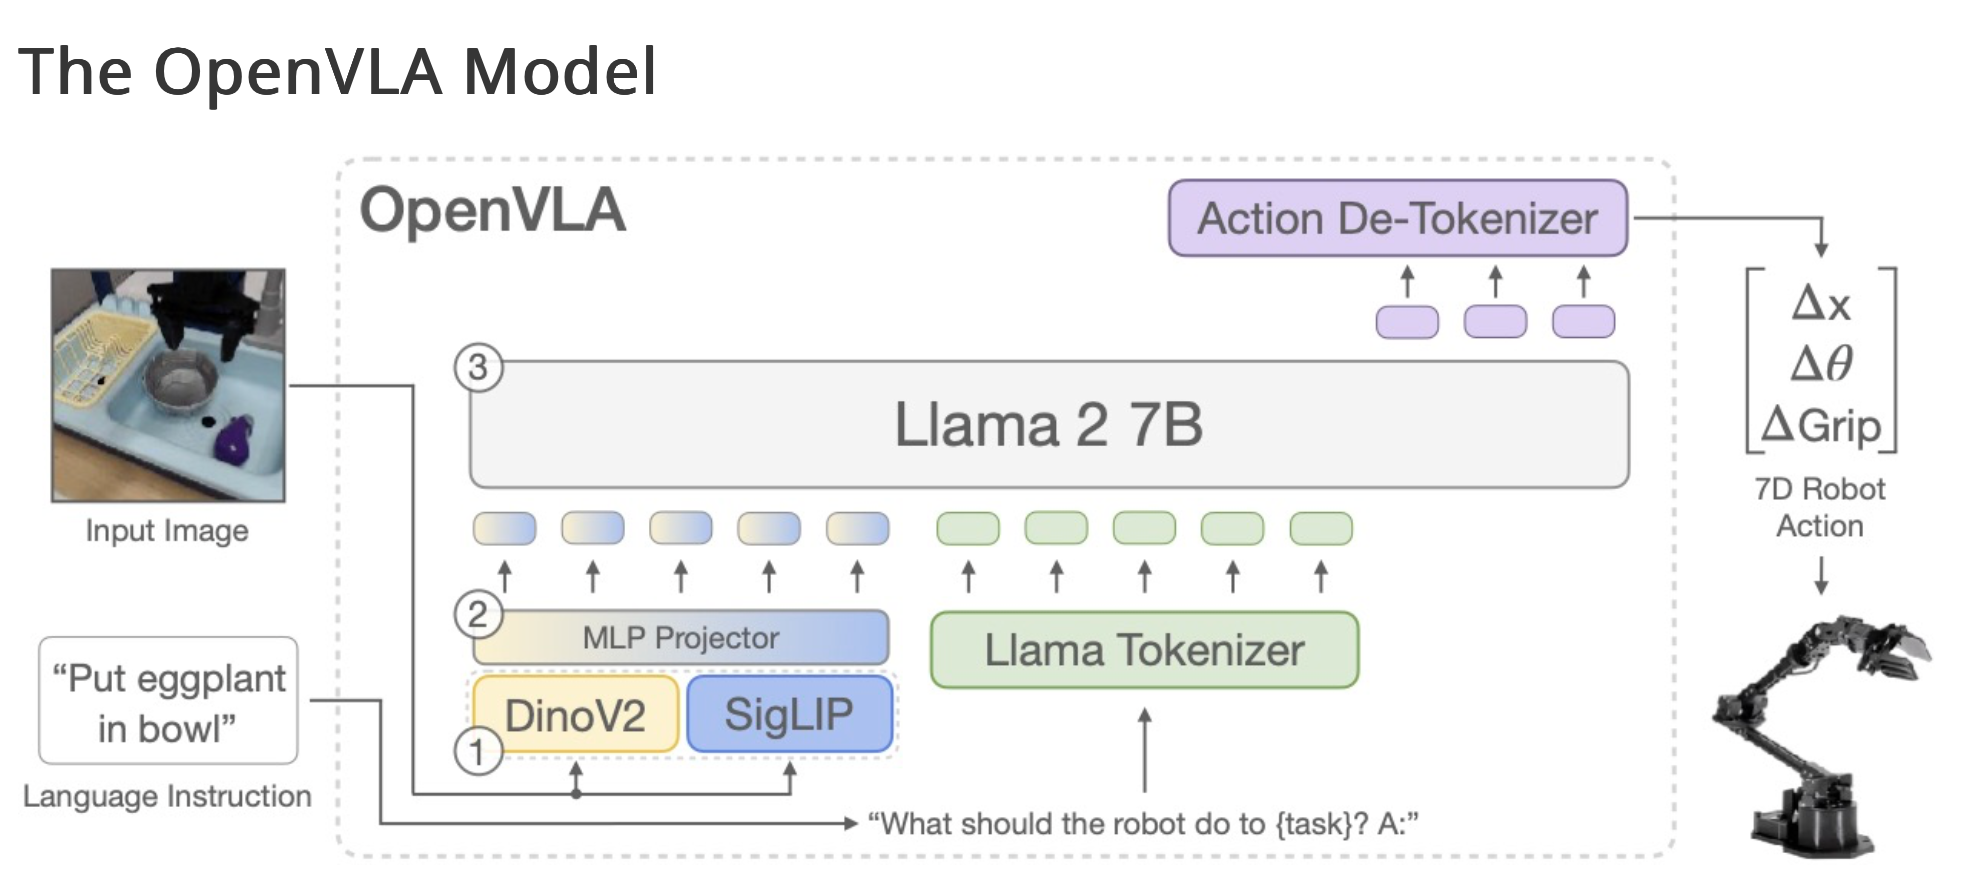 The OpenVLA Model
OpenVLA
Action De-Tokenizer
Δx
Δθ
ΔGrip
7D Robot
Action
3
Llama 2 7B
Input Image
2
MLP Projector
Llama Tokenizer
“Put eggplant
in bowl”
Language Instruction
DinoV2
SigLIP
1
“What should the robot do to {task}? A:”